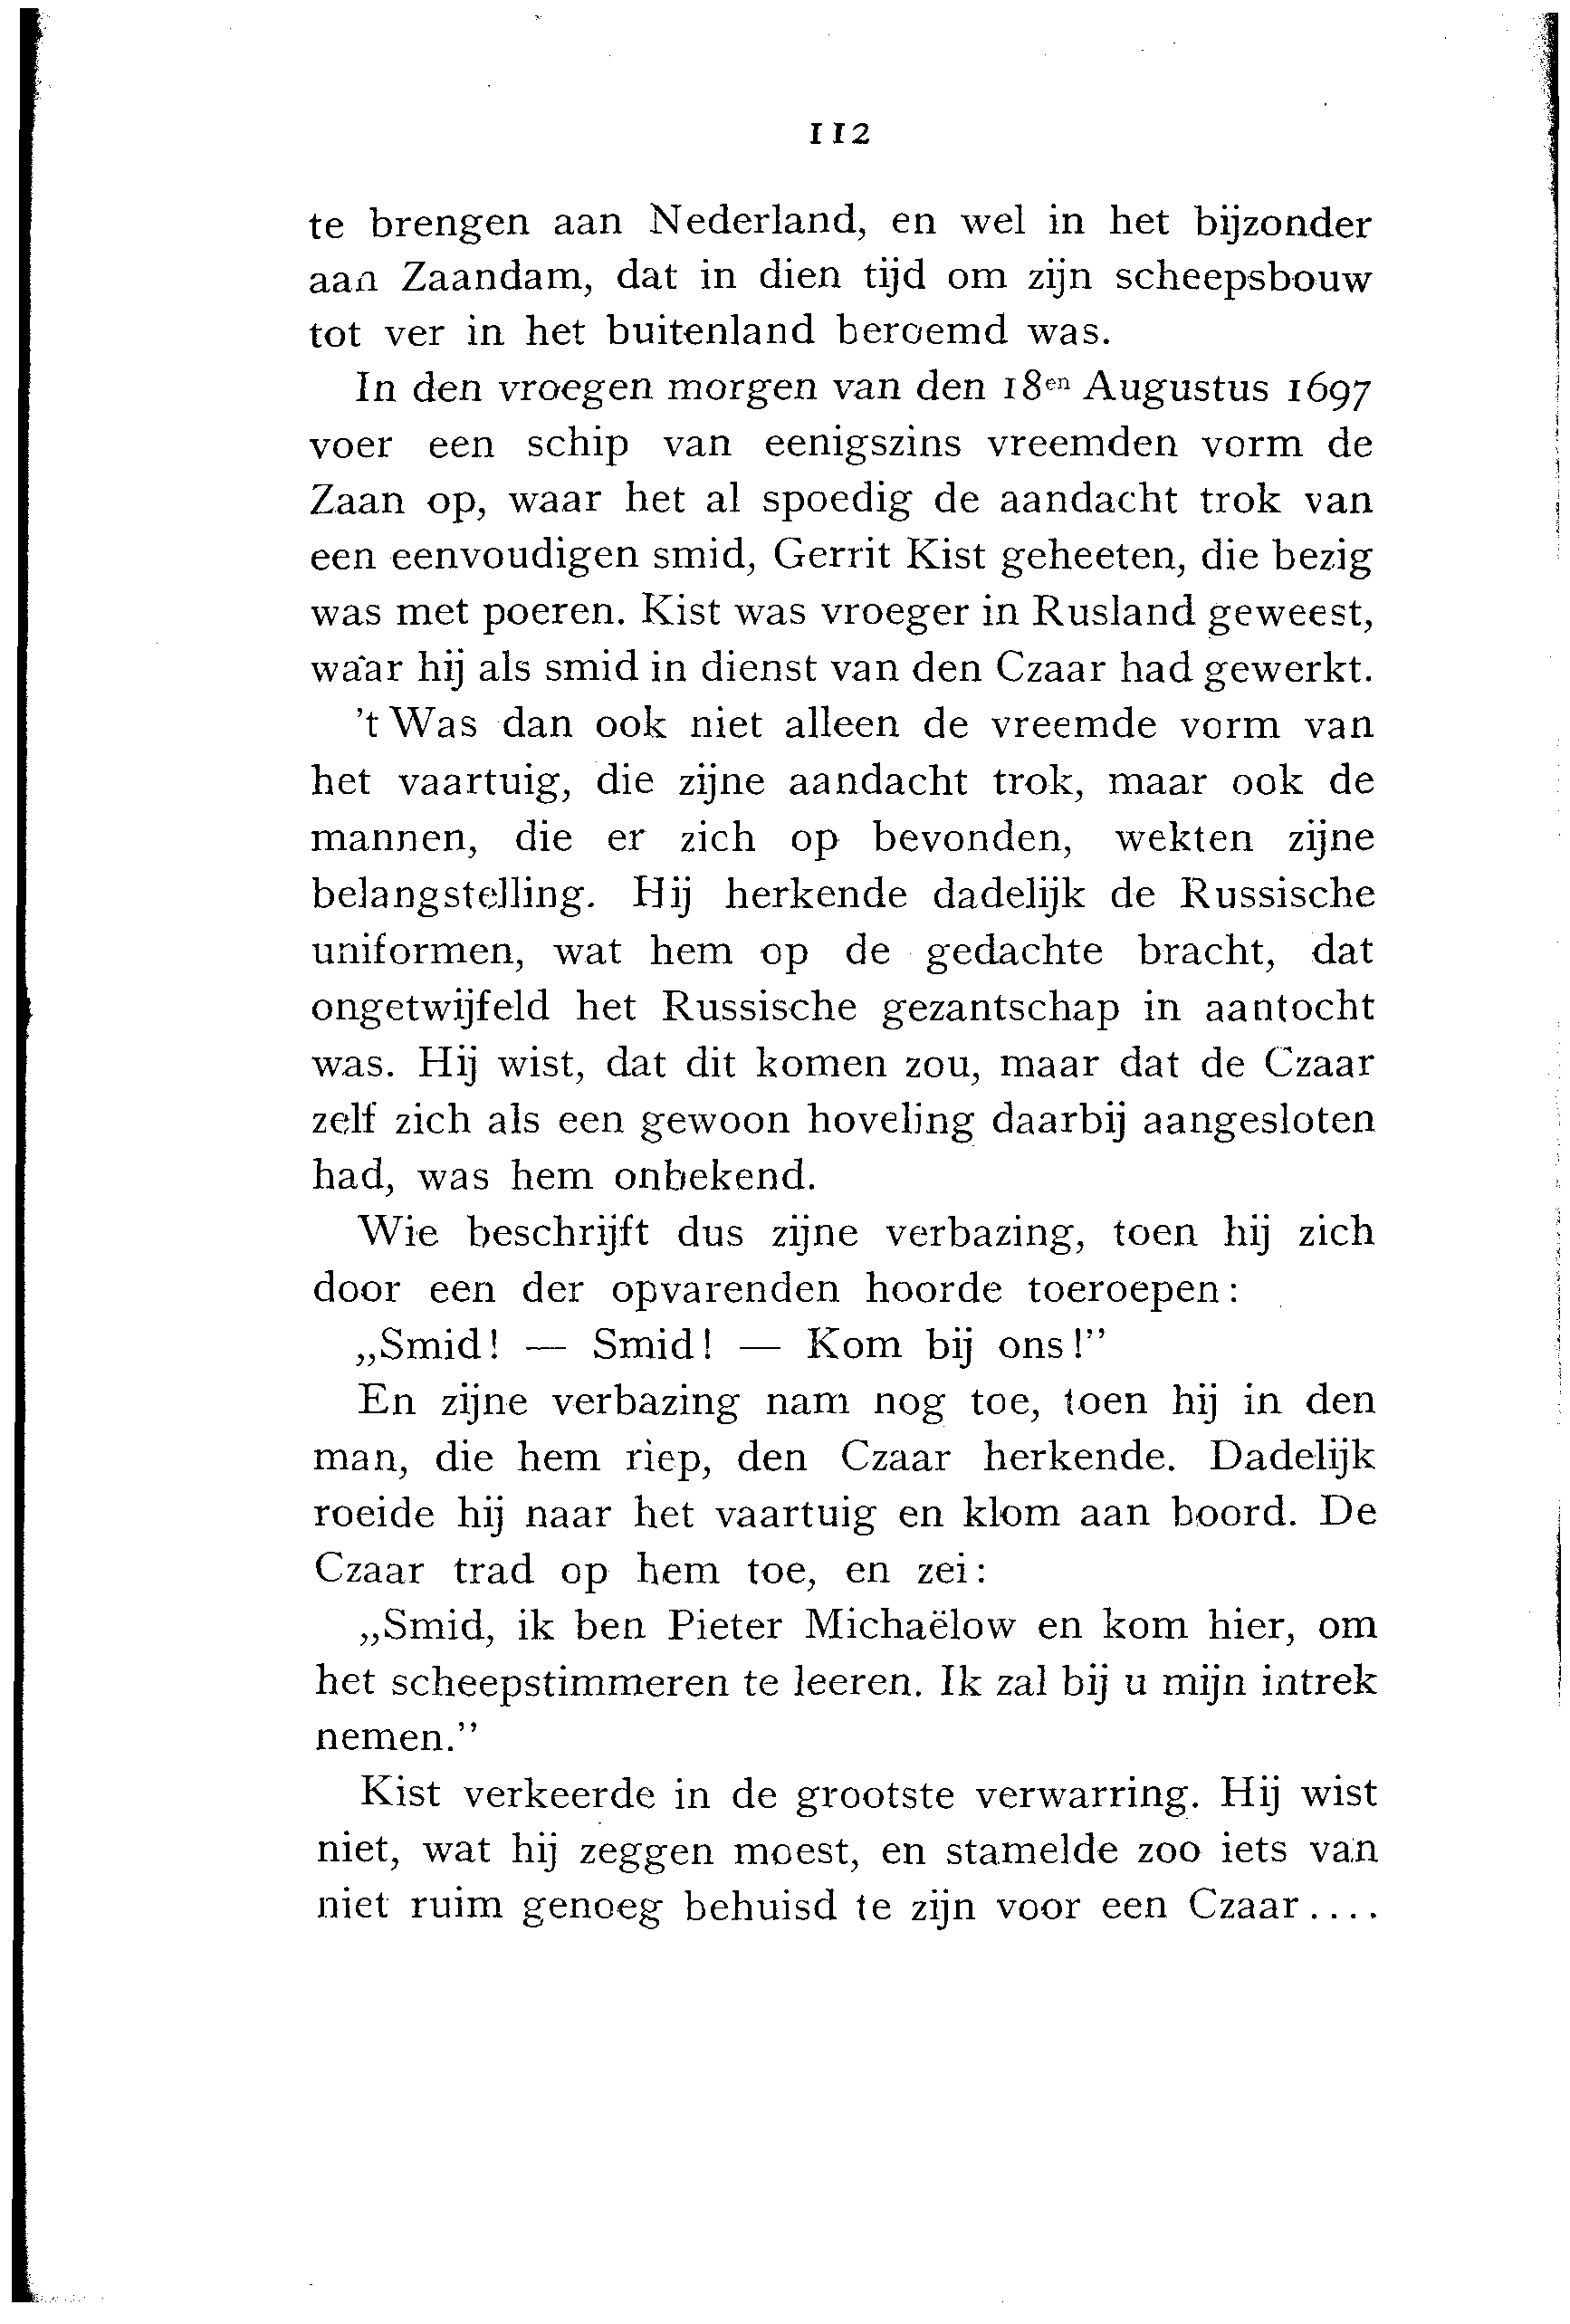 112
te brengen aan Nederland, en wel in het bijzonder
aan Zaandam, dat in dien tijd om zijn scheepsbouw
tot ver in het buitenland beroemd was.
In den vroegen morgen van den 18en Augustus 1697
voer een schip van eenigszins vreemden vorm de
Zaan op, waar het al spoedig de aandacht trok van
een eenvoudigen smid, Gerrit Kist geheeten, die bezig
was met poeren. Kist was vroeger in Rusland geweest,
waar hij als smid in dienst van den Czaar had gewerkt.
't Was dan ook niet alleen de vreemde vorm van
het vaartuig, die zijne aandacht trok, maar ook de
mannen, die er zich op bevonden, wekten zijne
belangstelling. Hij herkende dadelijk de Russische
uniformen, wat hem op de gedachte bracht, dat
ongetwijfeld het Russische gezantschap in aantocht
was. Hij wist, dat dit komen zou, maar dat de Czaar
zelf zich als een gewoon hoveling daarbij aangesloten
had, was hem onbekend.
Wie beschrijft dus zijne verbazing, toen hij zich
door een der opvarenden hoorde toeroepen:
„Smid! — Smid! — Kom bij ons!”
En zijne verbazing nam nog toe, toen hij in den
man, die hem riep, den Czaar herkende. Dadelijk
roeide hij naar het vaartuig en klom aan boord. De
Czaar trad op hem toe, en zei:
„Smid, ik ben Pieter Michaëlow en kom hier, om
het scheepstimmeren te leeren. Ik zal bij u mijn intrek
nemen.”
Kist verkeerde in de grootste verwarring. Hij wist
niet, wat hij zeggen moest, en stamelde zoo iets van
niet ruim genoeg behuisd te zijn voor een Czaar....